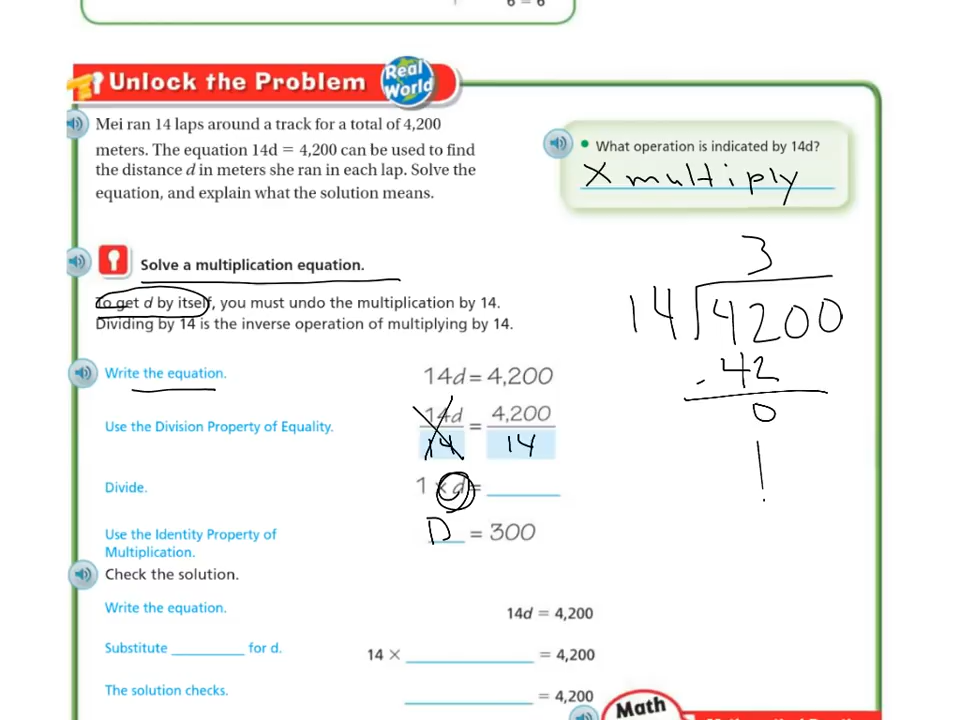 6 = 6
Unlock the Problem
Real World
Mei ran 14 laps around a track for a total of 4,200
meters. The equation 14d = 4,200 can be used to find
the distance d in meters she ran in each lap. Solve the
equation, and explain what the solution means.
• What operation is indicated by 14d?
X multiply
Solve a multiplication equation.
To get d by itself, you must undo the multiplication by 14.
Dividing by 14 is the inverse operation of multiplying by 14.
3
14 4200
- 42
0
Write the equation. 14d = 4,200
Use the Division Property of Equality. 14d/14 = 4,200/14
Divide. 1 × d =
Use the Identity Property of
Multiplication.
D = 300
Check the solution.
Write the equation. 14d = 4,200
Substitute ________ for d. 14 × ________ = 4,200
The solution checks. ________ = 4,200
Math